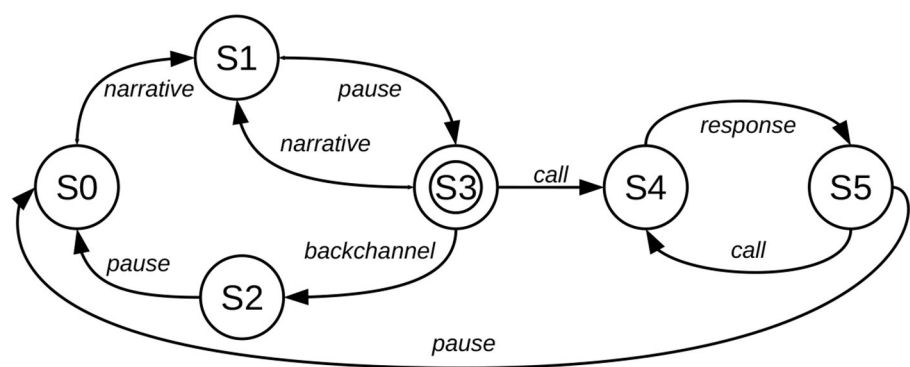 S1
narrative
pause
narrative
response
S0
S3
call
S4
S5
backchannel
call
pause
S2
pause